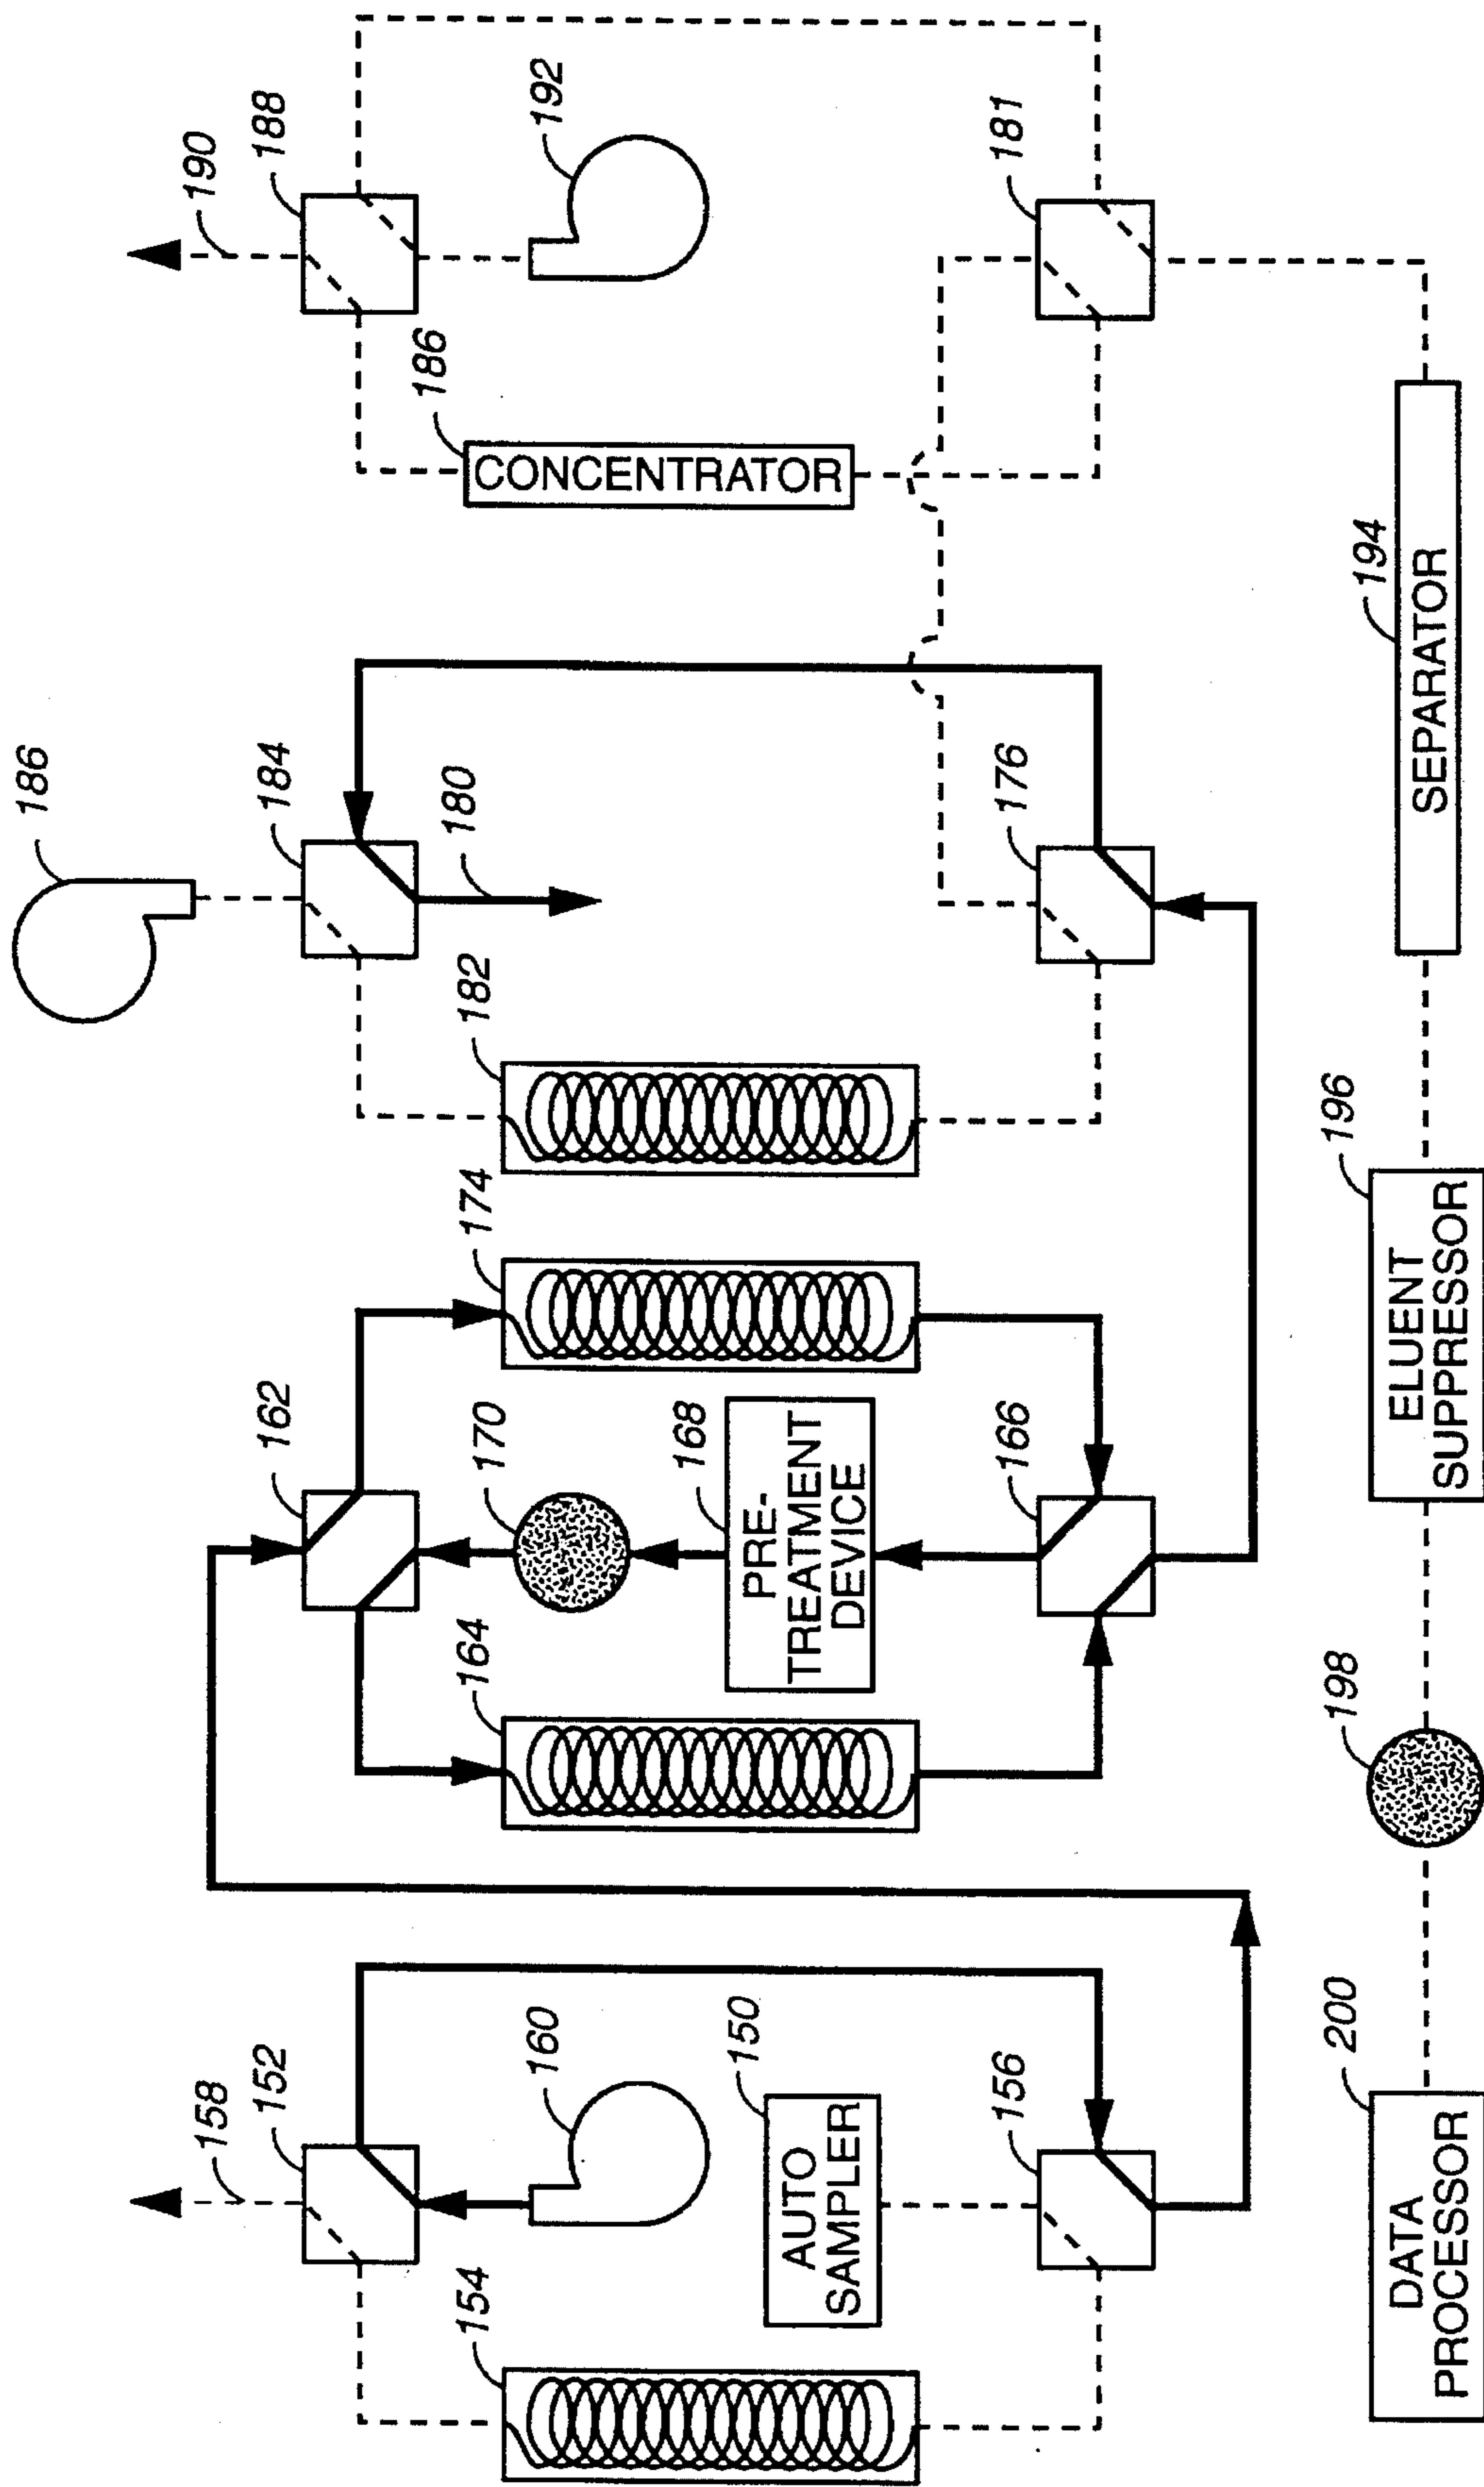 158
152
154
160
AUTO
SAMPLER
150
156
162
164
170
168
PRE-
TREATMENT
DEVICE
174
166
186
184
182
180
176
190
188
192
186
CONCENTRATOR
181
DATA
PROCESSOR
200
198
ELUENT
SUPPRESSOR
196
SEPARATOR
194